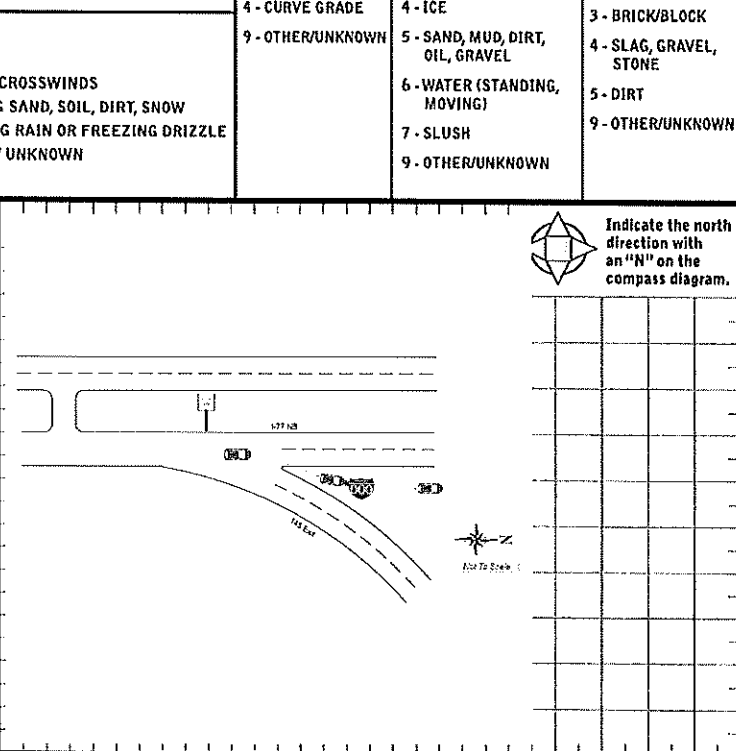 CROSSWINDS
SAND, SOIL, DIRT, SNOW
G RAIN OR FREEZING DRIZZLE
UNKNOWN
4 - CURVE GRADE
9 - OTHER/UNKNOWN
4 - ICE
5 - SAND, MUD, DIRT,
OIL, GRAVEL
6 - WATER (STANDING,
MOVING)
7 - SLUSH
9 - OTHER/UNKNOWN
3 - BRICK/BLOCK
4 - SLAG, GRAVEL,
STONE
5 - DIRT
9 - OTHER/UNKNOWN
Indicate the north
direction with
an "N" on the
compass diagram.
I-77 NB
145 Exit
N
Not To Scale